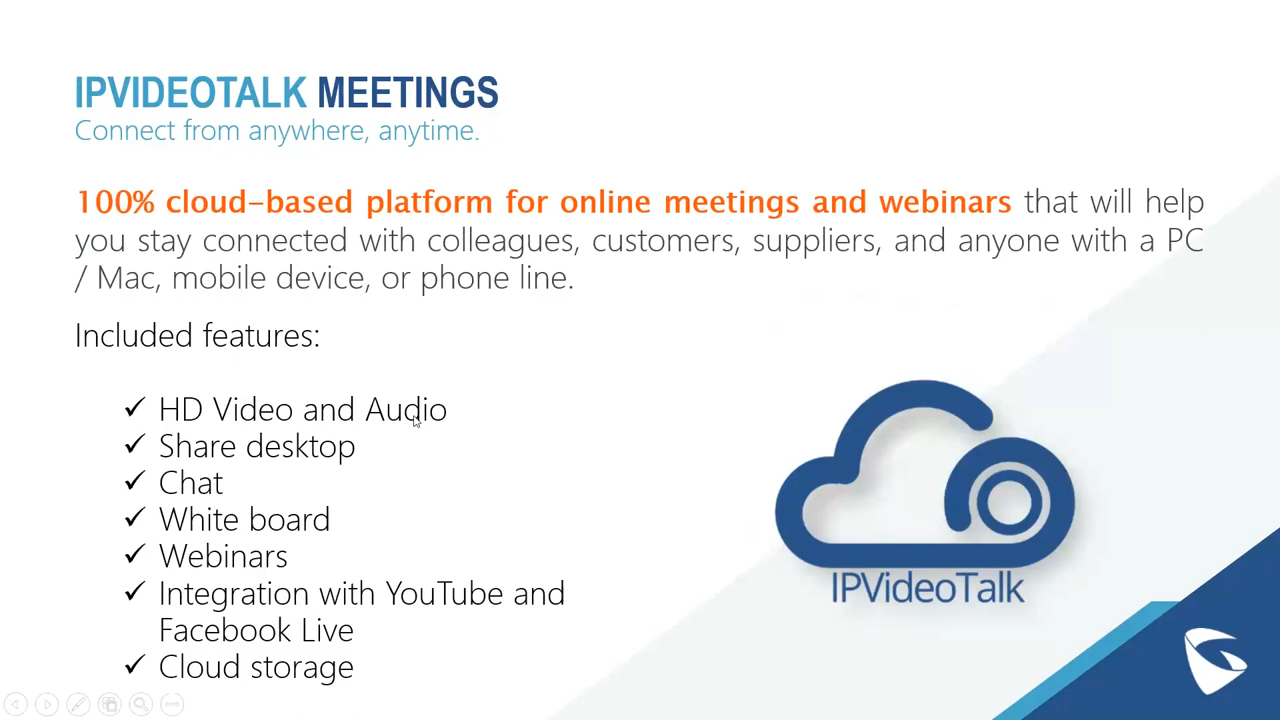 IPVIDEOTALK MEETINGS
Connect from anywhere, anytime.
100% cloud-based platform for online meetings and webinars that will help
you stay connected with colleagues, customers, suppliers, and anyone with a PC
/ Mac, mobile device, or phone line.
Included features:
✓ HD Video and Audio
✓ Share desktop
✓ Chat
✓ White board
✓ Webinars
✓ Integration with YouTube and
Facebook Live
✓ Cloud storage
IPVideoTalk